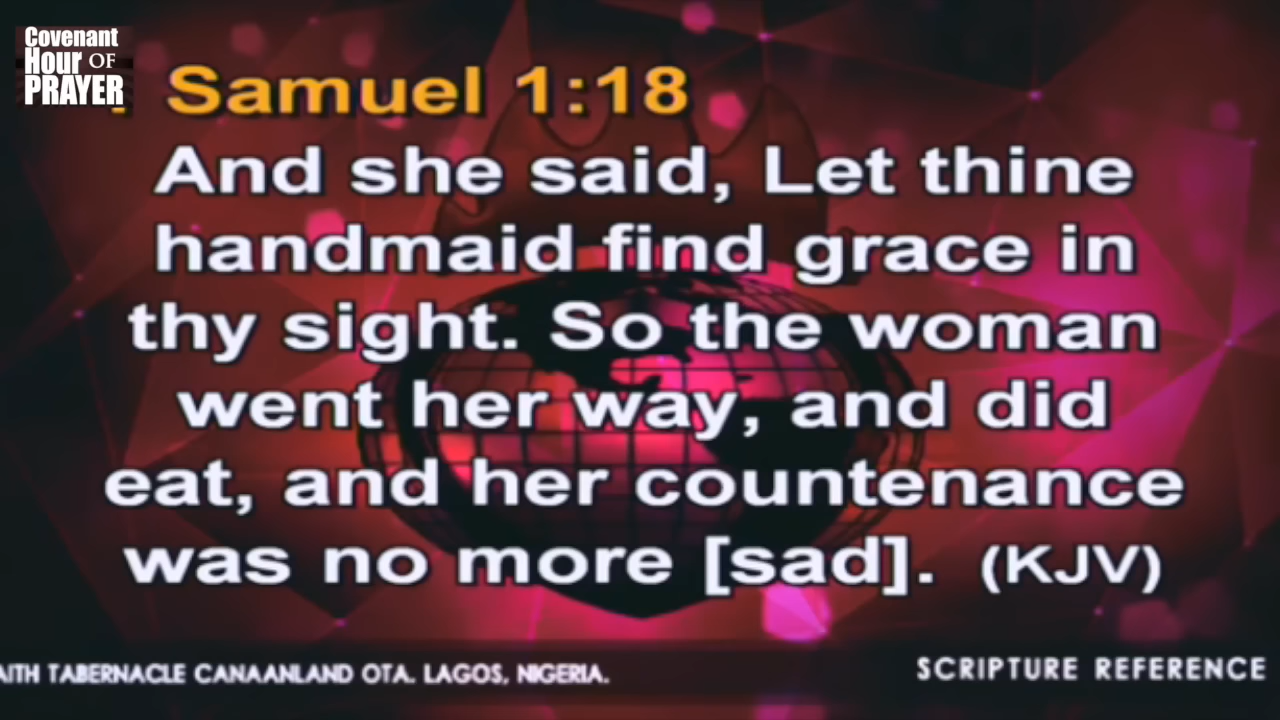 Covenant
Hour OF
PRAYER
Samuel 1:18
And she said, Let thine
handmaid find grace in
thy sight. So the woman
went her way, and did
eat, and her countenance
was no more [sad]. (KJV)
TABERNACLE CANAANLAND OTA. LAGOS, NIGERIA.
SCRIPTURE REFERENCE